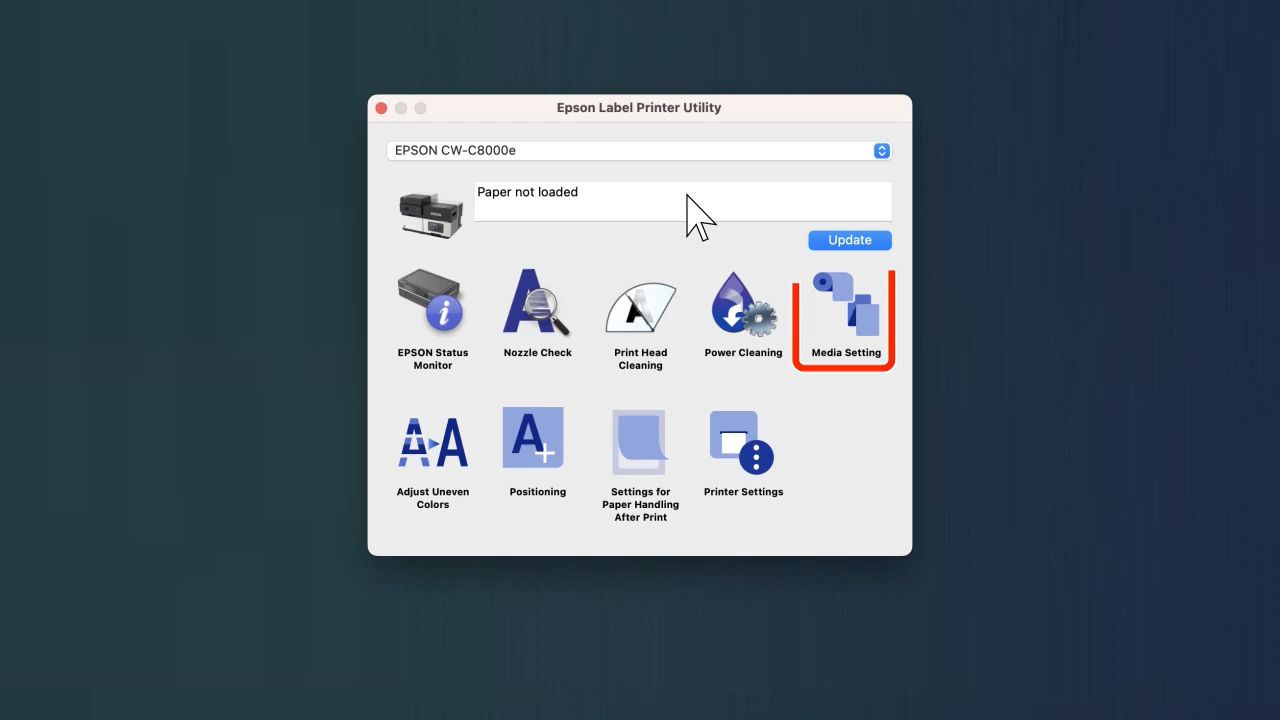 Epson Label Printer Utility
EPSON CW-C8000e
Paper not loaded
Update
EPSON Status
Monitor
Nozzle Check
Print Head
Cleaning
Power Cleaning
Media Setting
Adjust Uneven
Colors
Positioning
Settings for
Paper Handling
After Print
Printer Settings